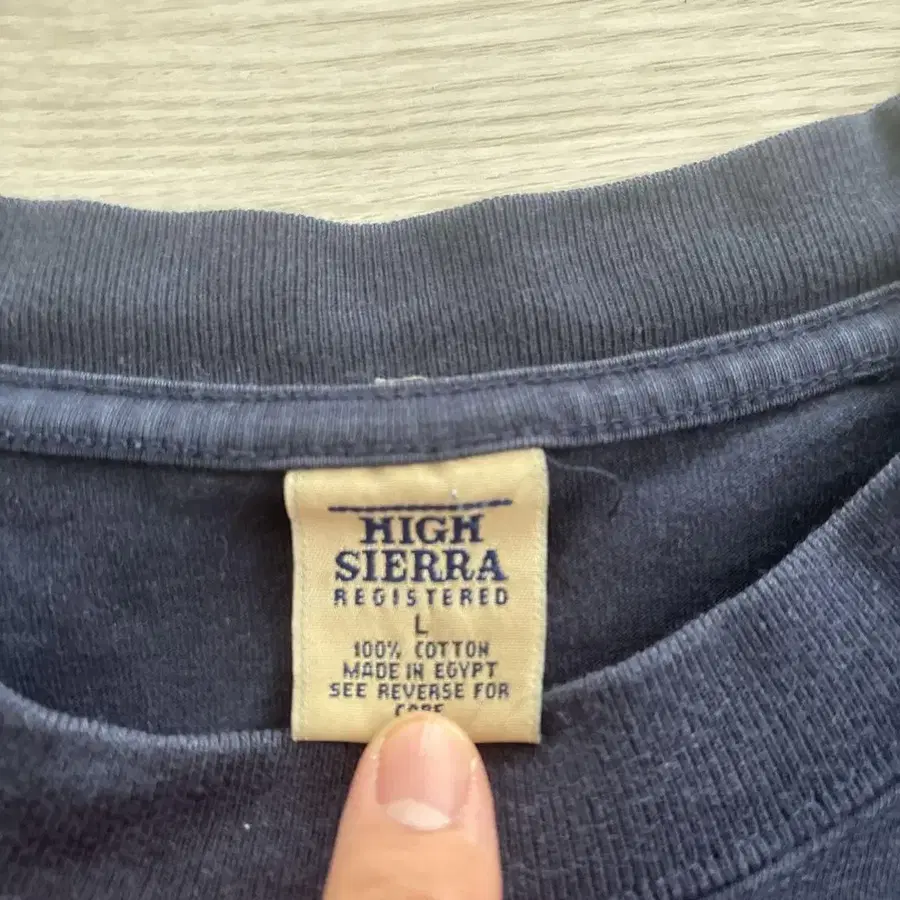 HIGH
SIERRA
REGISTERED
L
100% COTTON
MADE IN EGYPT
SEE REVERSE FOR